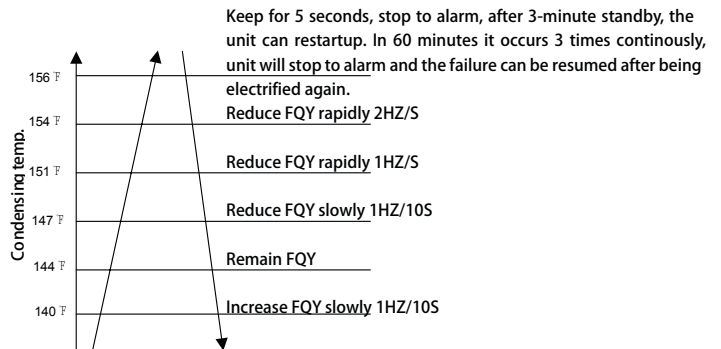 Keep for 5 seconds, stop to alarm, after 3-minute standby, the
unit can restartup. In 60 minutes it occurs 3 times continously,
unit will stop to alarm and the failure can be resumed after being
electrified again.
156 ℉
154 ℉
Reduce FQY rapidly 2HZ/S
151 ℉
Reduce FQY rapidly 1HZ/S
147 ℉
Reduce FQY slowly 1HZ/10S
144 ℉
Remain FQY
140 ℉
Increase FQY slowly 1HZ/10S
Condensing temp.